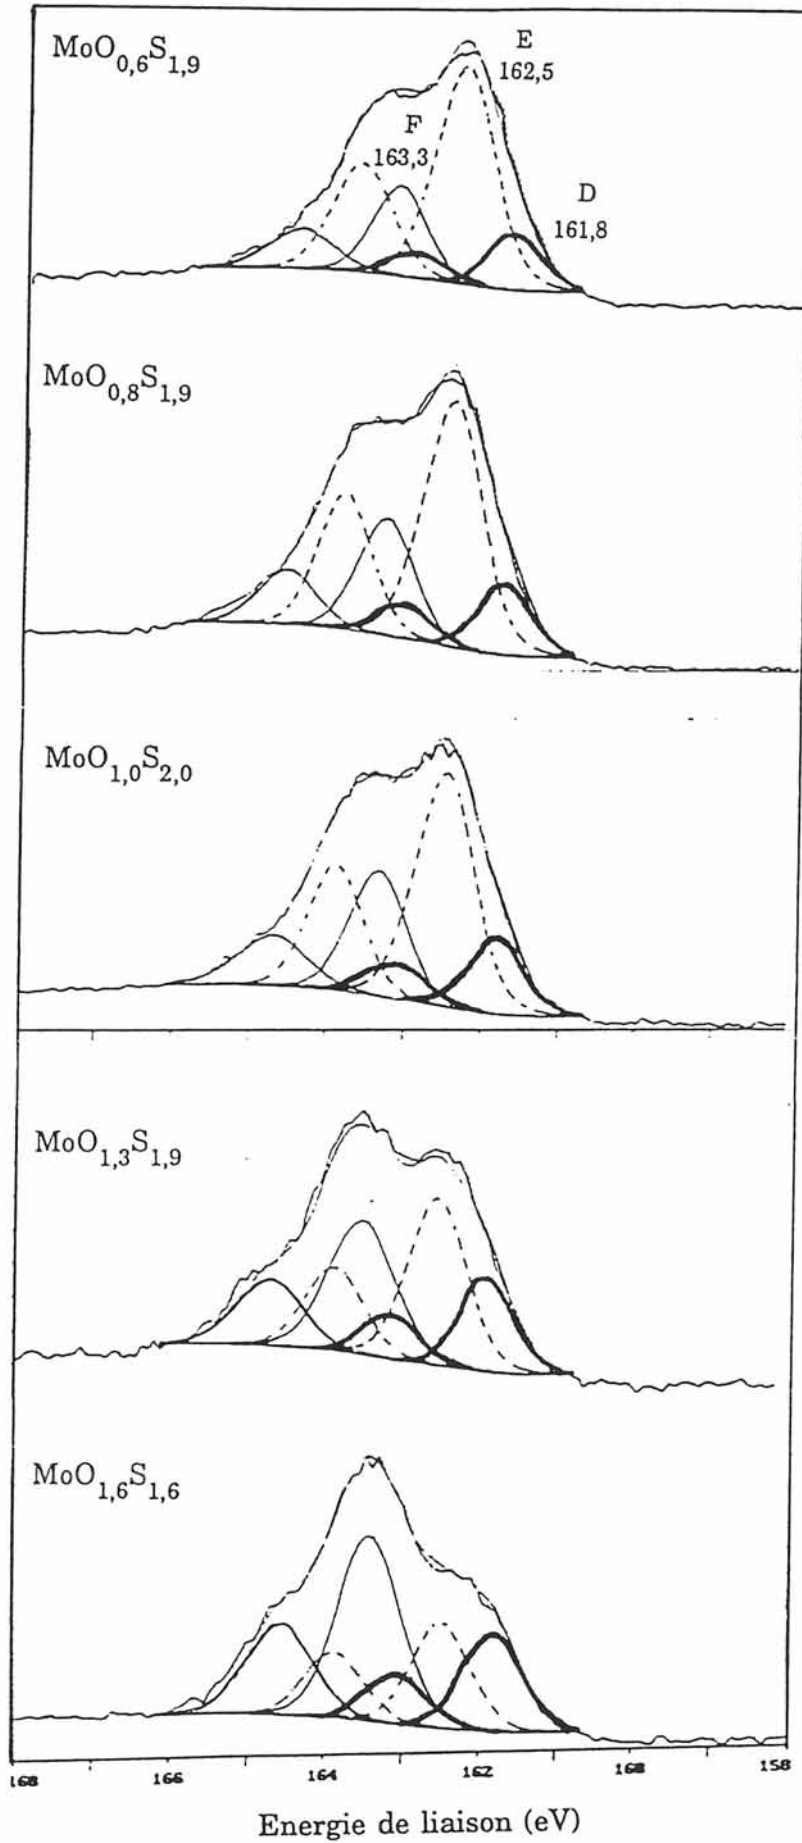 MoO0,6S1,9
E
162,5
F
163,3
D
161,8
MoO0,8S1,9
MoO1,0S2,0
MoO1,3S1,9
MoO1,6S1,6
168 166 164 162 160 158
Energie de liaison (eV)